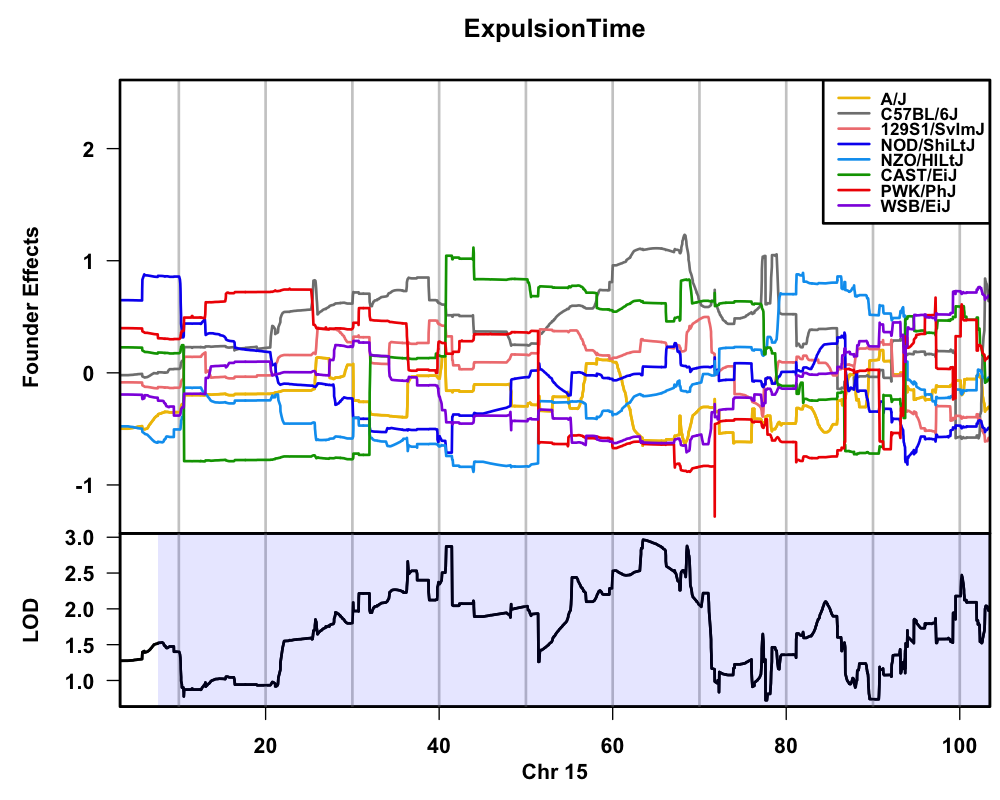 ExpulsionTime
A/J
C57BL/6J
129S1/SvImJ
NOD/ShiLtJ
NZO/HlLtJ
CAST/EiJ
PWK/PhJ
WSB/EiJ
Founder Effects
2
1
0
-1
LOD
3.0
2.5
2.0
1.5
1.0
20 40 60 80 100
Chr 15